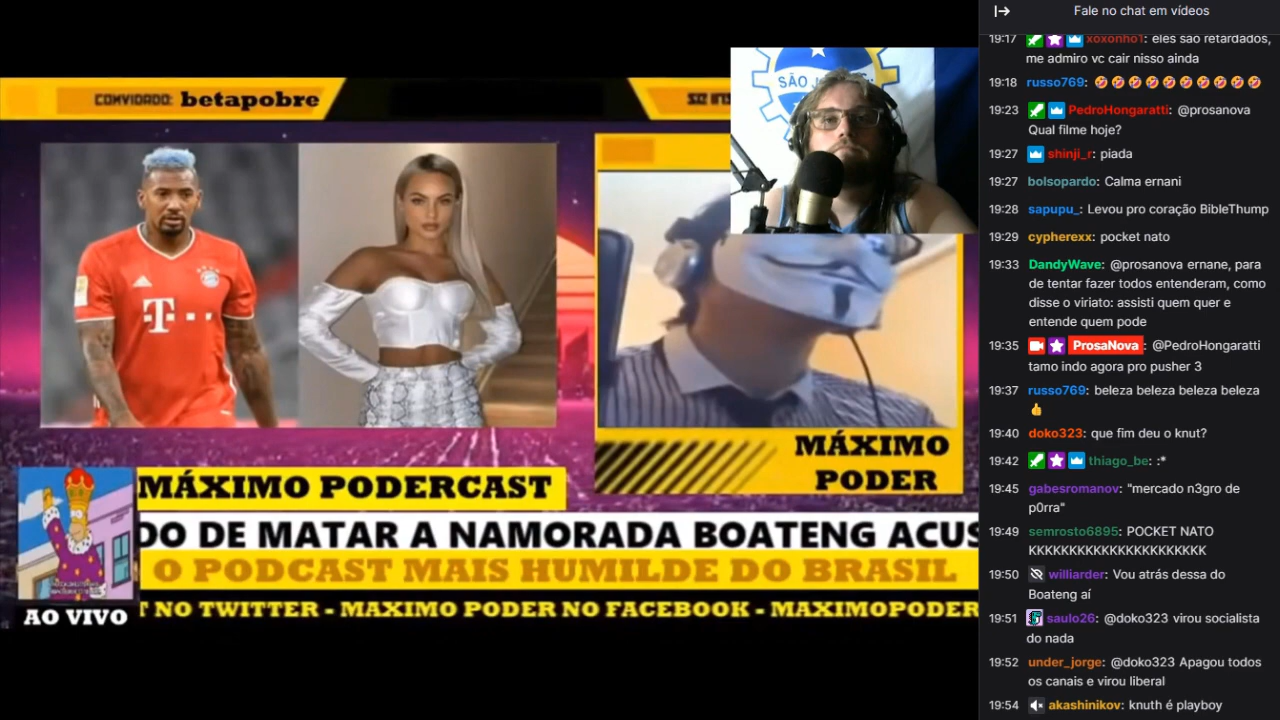 CONVIDADO: betapobre
SE INS
SÃO J
T
MÁXIMO
PODER
MÁXIMO PODERCAST
DO DE MATAR A NAMORADA BOATENG ACUS
O PODCAST MAIS HUMILDE DO BRASIL
AO VIVO
T NO TWITTER - MAXIMO PODER NO FACEBOOK - MAXIMOPODER
Fale no chat em vídeos
19:17 xoxonho1: eles são retardados,
me admiro vc cair nisso ainda
19:18 russo769: 🤣🤣🤣🤣🤣🤣🤣🤣🤣🤣
19:23 PedroHongaratti: @prosanova
Qual filme hoje?
19:27 shinji_r: piada
19:27 bolsopardo: Calma ernani
19:28 sapupu_: Levou pro coração BibleThump
19:29 cypherexx: pocket nato
19:33 DandyWave: @prosanova ernane, para
de tentar fazer todos entenderam, como
disse o viriato: assisti quem quer e
entende quem pode
19:35 ProsaNova: @PedroHongaratti
tamo indo agora pro pusher 3
19:37 russo769: beleza beleza beleza beleza
👍
19:40 doko323: que fim deu o knut?
19:42 thiago_be: :*
19:45 gabesromanov: "mercado n3gro de
p0rra"
19:49 semrosto6895: POCKET NATO
KKKKKKKKKKKKKKKKKKKKKK
19:50 williarder: Vou atrás dessa do
Boateng aí
19:51 saulo26: @doko323 virou socialista
do nada
19:52 under_jorge: @doko323 Apagou todos
os canais e virou liberal
19:54 akashinikov: knuth é playboy